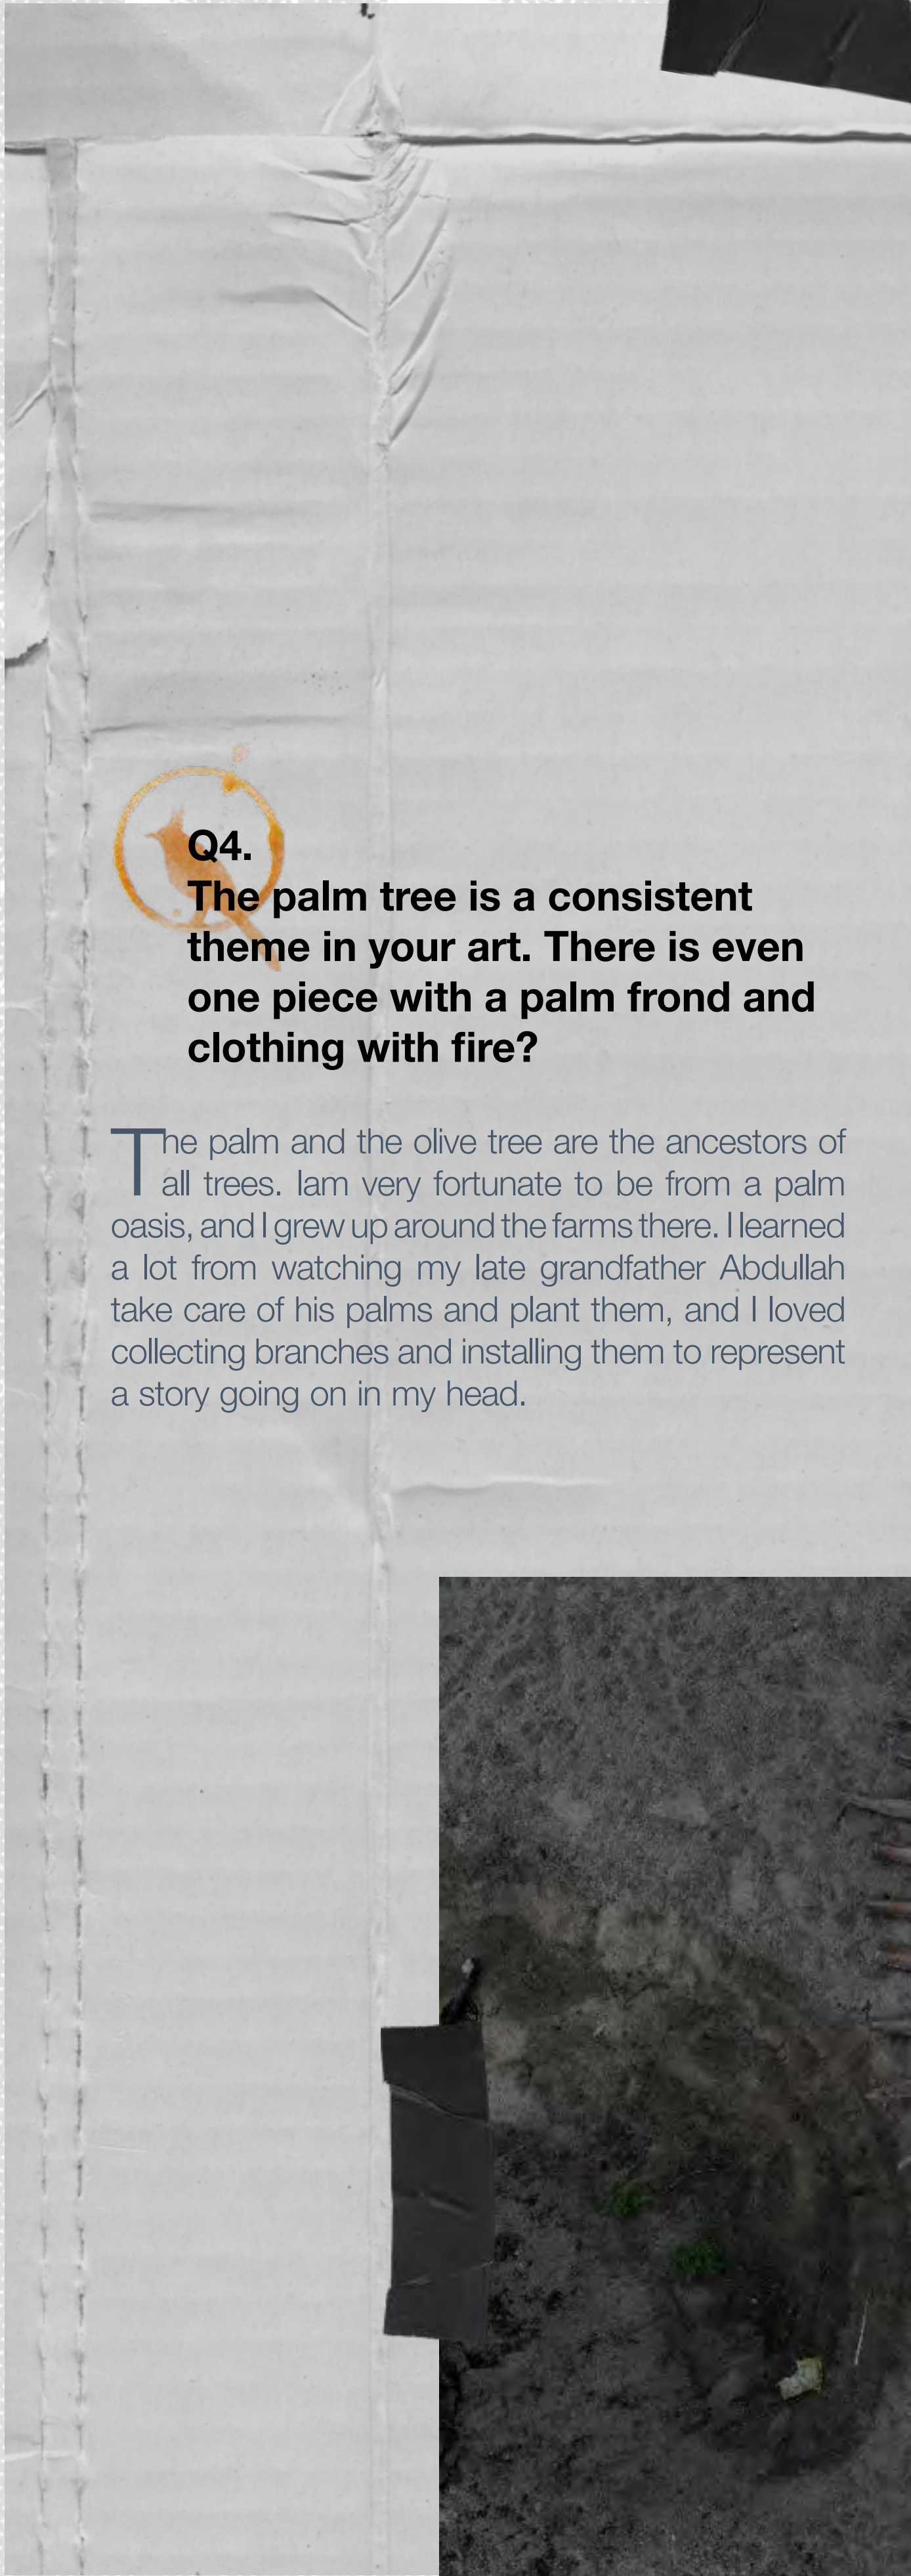 Q4.
The palm tree is a consistent
theme in your art. There is even
one piece with a palm frond and
clothing with fire?
The palm and the olive tree are the ancestors of
all trees. Iam very fortunate to be from a palm
oasis, and I grew up around the farms there. I learned
a lot from watching my late grandfather Abdullah
take care of his palms and plant them, and I loved
collecting branches and installing them to represent
a story going on in my head.